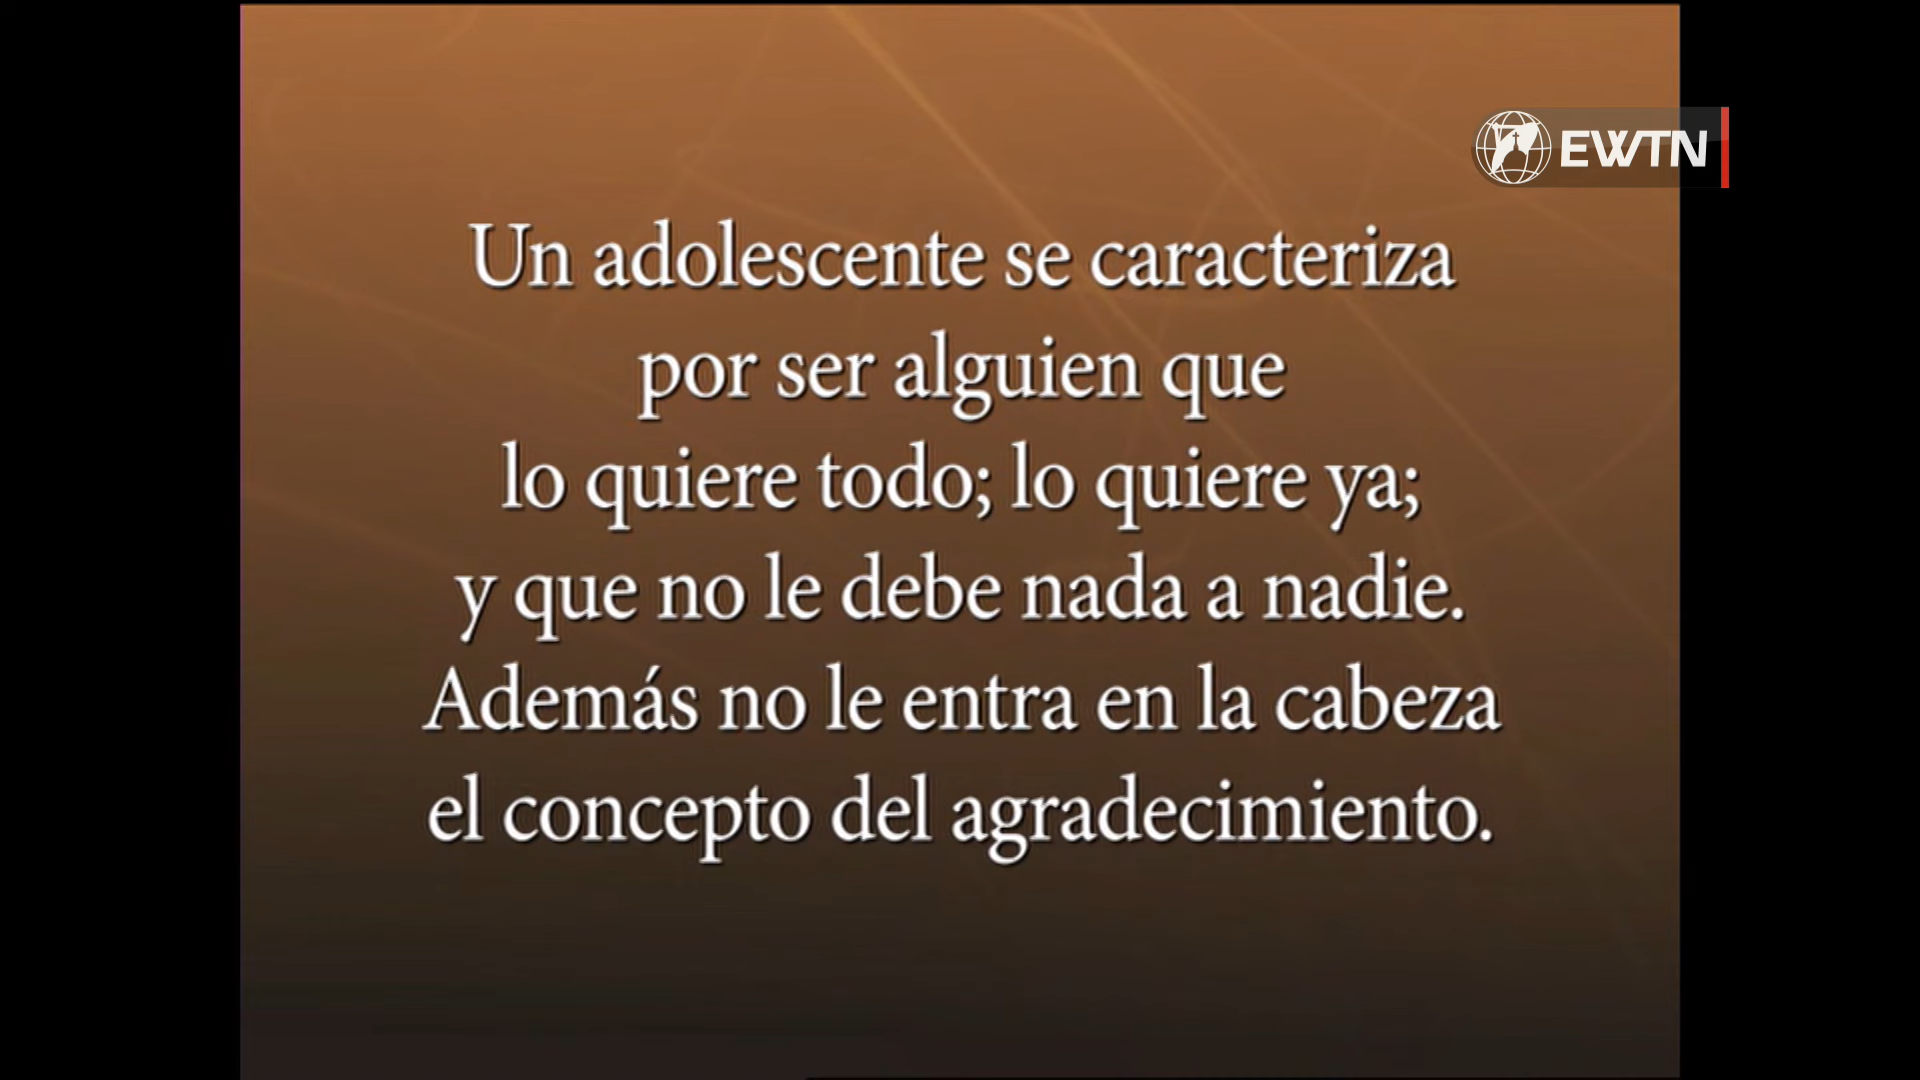 EWTN
Un adolescente se caracteriza
por ser alguien que
lo quiere todo; lo quiere ya;
y que no le debe nada a nadie.
Además no le entra en la cabeza
el concepto del agradecimiento.